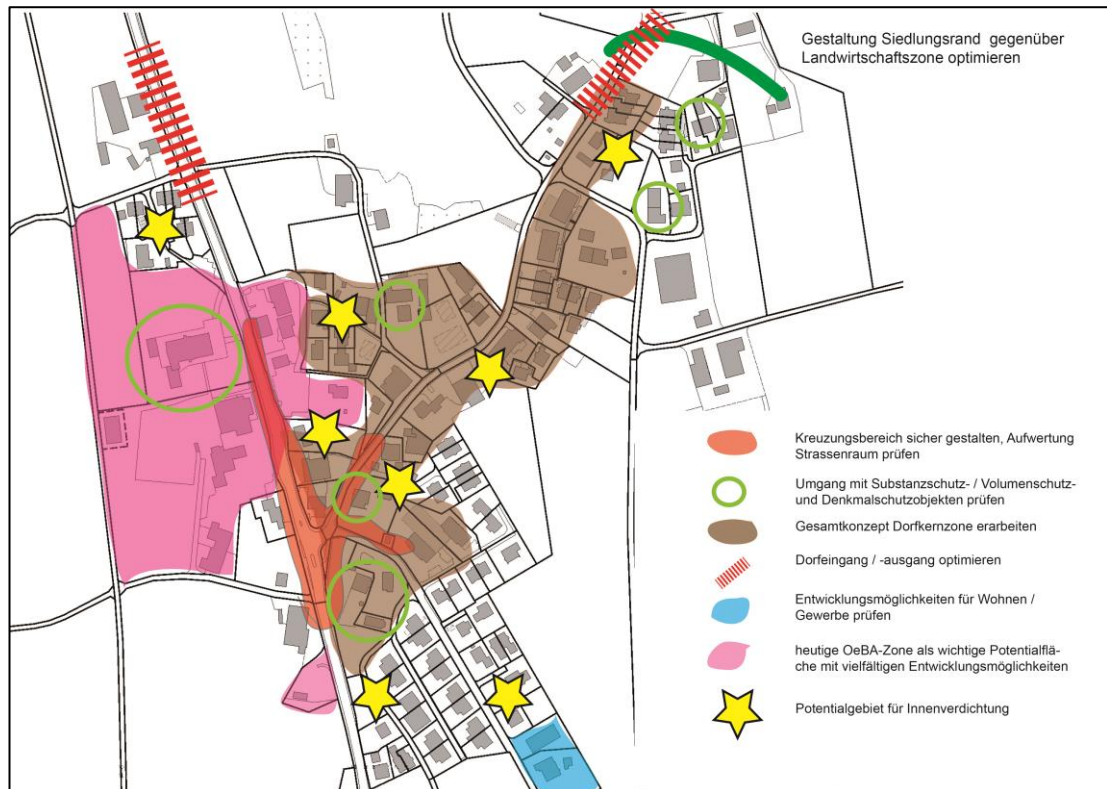 Gestaltung Siedlungsrand gegenüber
Landwirtschaftszone optimieren
Kreuzungsbereich sicher gestalten, Aufwertung
Strassenraum prüfen
Umgang mit Substanzschutz- / Volumenschutz-
und Denkmalschutzobjekten prüfen
Gesamtkonzept Dorfkernzone erarbeiten
Dorfeingang / -ausgang optimieren
Entwicklungsmöglichkeiten für Wohnen /
Gewerbe prüfen
heutige OeBA-Zone als wichtige Potentialflä-
che mit vielfältigen Entwicklungsmöglichkeiten
Potentialgebiet für Innenverdichtung